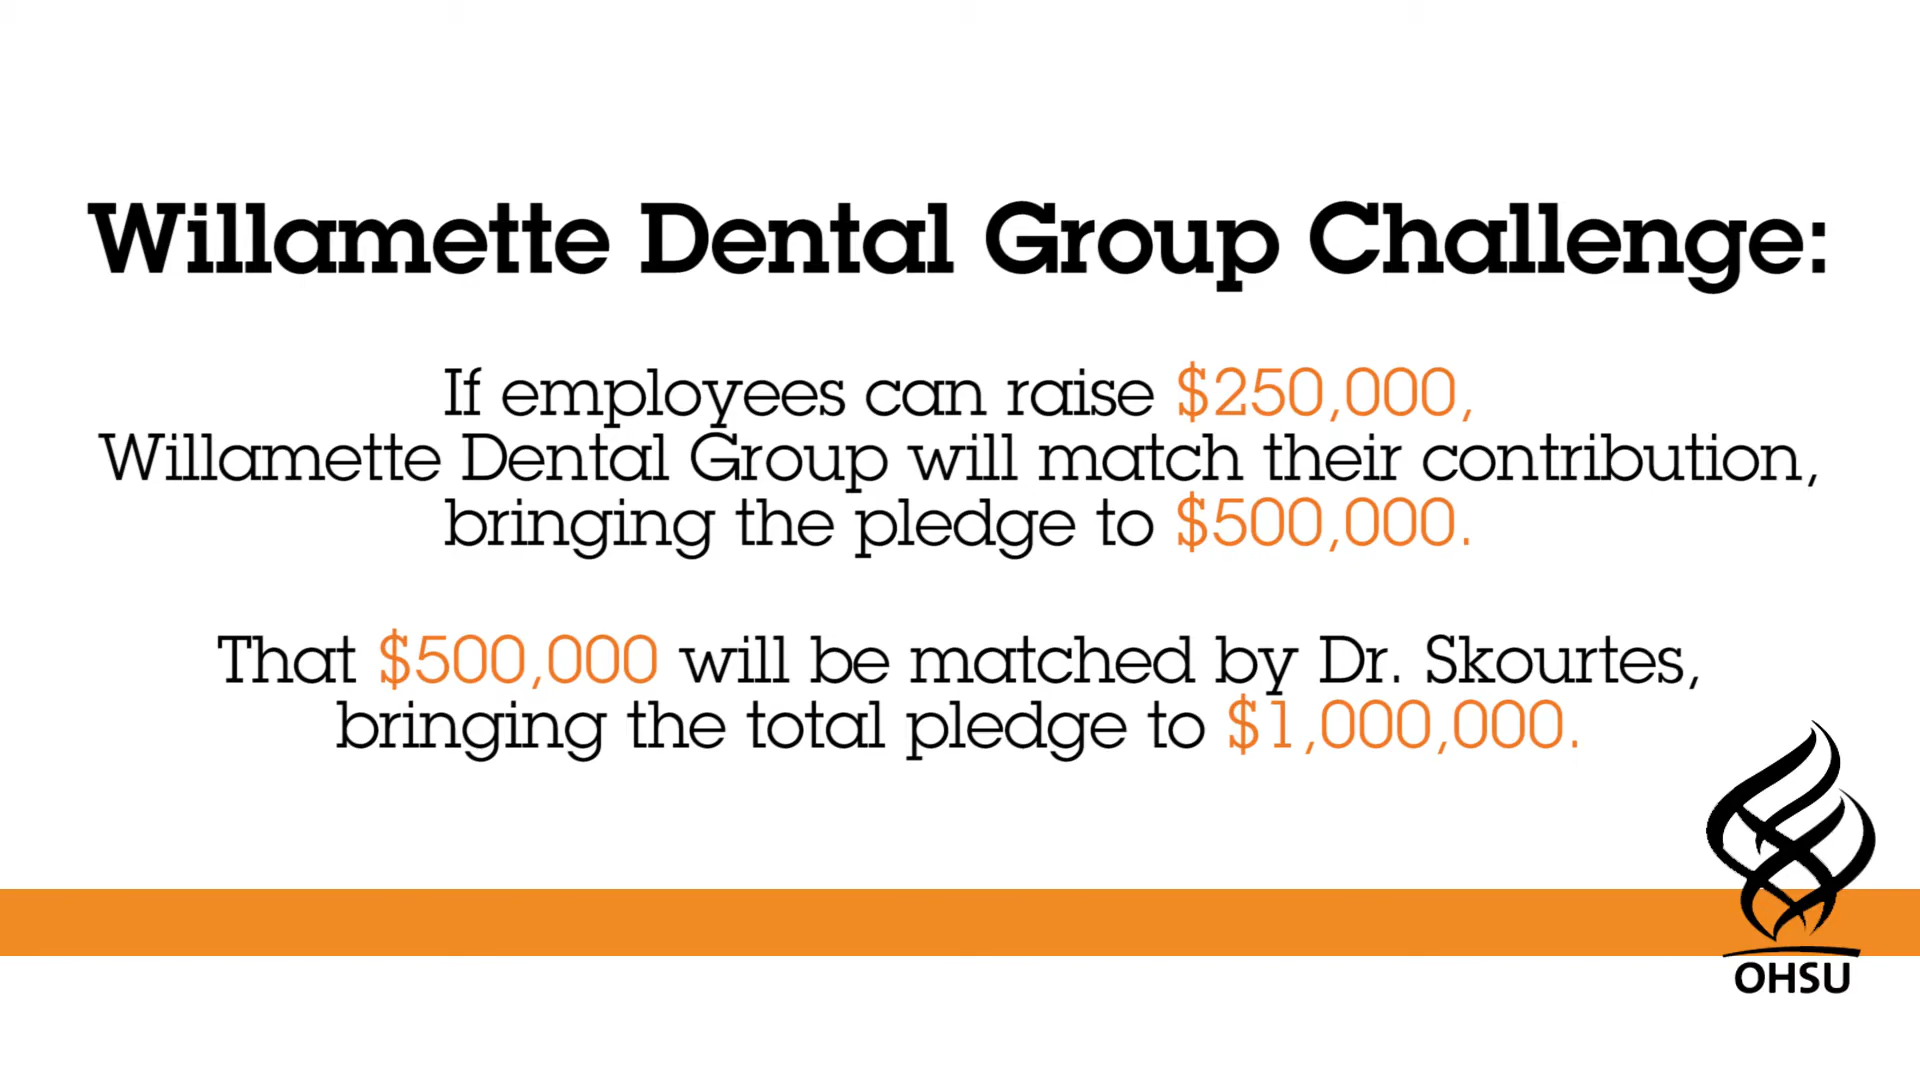 Willamette Dental Group Challenge:
If employees can raise $250,000,
Willamette Dental Group will match their contribution,
bringing the pledge to $500,000.
That $500,000 will be matched by Dr. Skourtes,
bringing the total pledge to $1,000,000.
OHSU